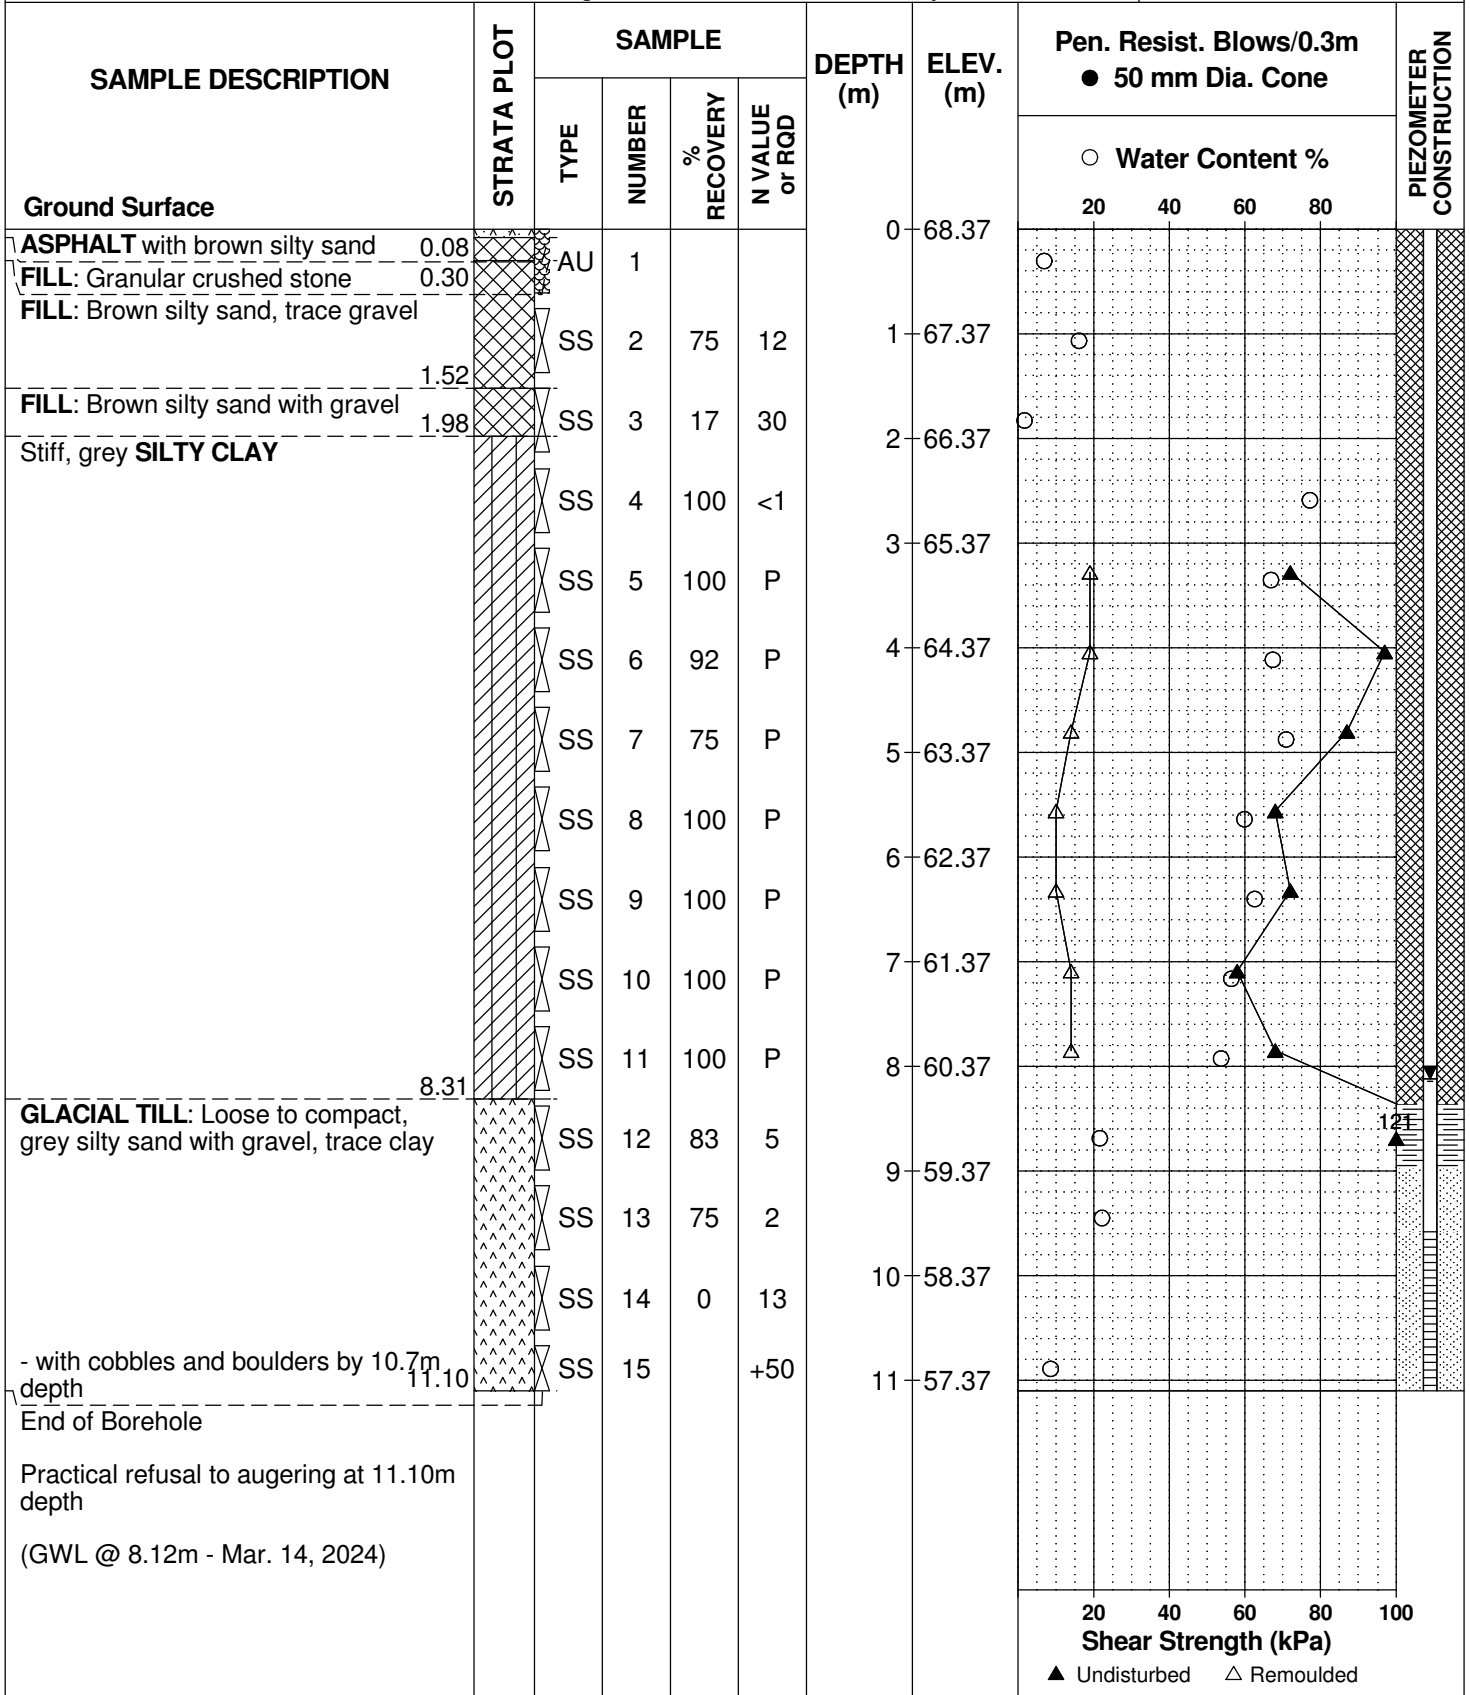 SAMPLE DESCRIPTION
STRATA PLOT
SAMPLE
TYPE
NUMBER
% RECOVERY
N VALUE or RQD
DEPTH (m)
ELEV. (m)
Pen. Resist. Blows/0.3m
● 50 mm Dia. Cone
○ Water Content %
PIEZOMETER CONSTRUCTION
20 40 60 80
Ground Surface
0 68.37
ASPHALT with brown silty sand 0.08
AU 1
FILL: Granular crushed stone 0.30
FILL: Brown silty sand, trace gravel
1 67.37
SS 2 75 12
1.52
FILL: Brown silty sand with gravel
1.98
SS 3 17 30
2 66.37
Stiff, grey SILTY CLAY
SS 4 100 <1
3 65.37
SS 5 100 P
4 64.37
SS 6 92 P
SS 7 75 P
5 63.37
SS 8 100 P
6 62.37
SS 9 100 P
7 61.37
SS 10 100 P
SS 11 100 P
8 60.37
8.31
GLACIAL TILL: Loose to compact,
grey silty sand with gravel, trace clay
121
SS 12 83 5
9 59.37
SS 13 75 2
10 58.37
SS 14 0 13
- with cobbles and boulders by 10.7m
depth
11.10
SS 15 +50
11 57.37
End of Borehole
Practical refusal to augering at 11.10m
depth
(GWL @ 8.12m - Mar. 14, 2024)
20 40 60 80 100
Shear Strength (kPa)
▲ Undisturbed △ Remoulded